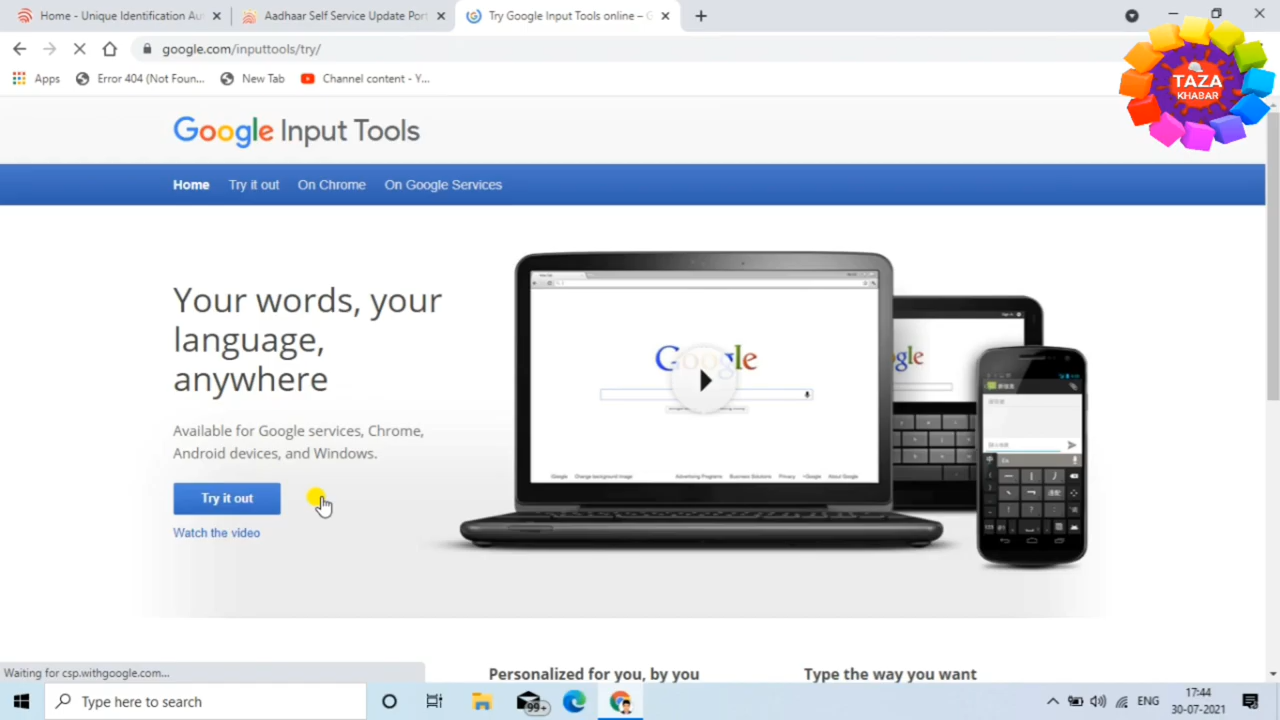 Home - Unique Identification Au
Aadhaar Self Service Update Port
Try Google Input Tools online – G
google.com/inputtools/try/
Apps
Error 404 (Not Foun...
New Tab
Channel content - Y...
TAZA
KHABAR
Google Input Tools
Home
Try it out
On Chrome
On Google Services
Your words, your
language,
anywhere
Available for Google services, Chrome,
Android devices, and Windows.
Try it out
Watch the video
Google
Waiting for csp.withgoogle.com...
Personalized for you, by you
Type the way you want
Type here to search
99+
ENG
17:44
30-07-2021